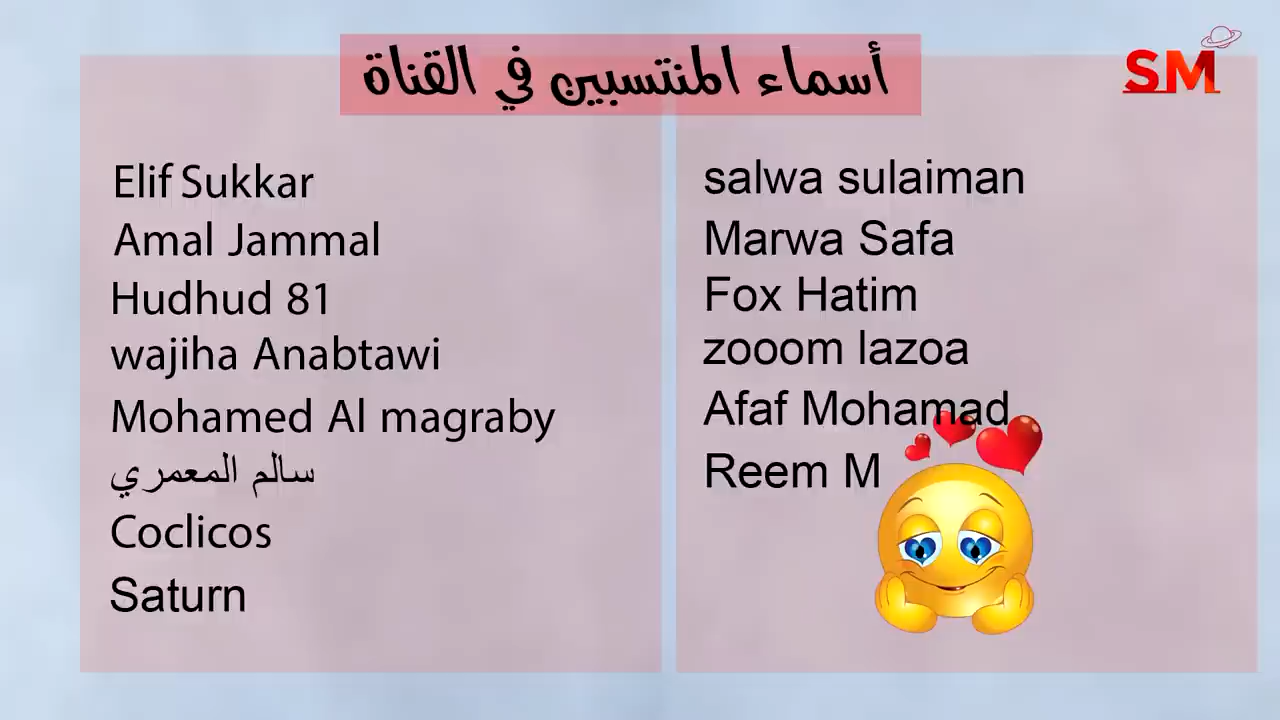 أسماء المنتسبين في القناة
SM
Elif Sukkar
Amal Jammal
Hudhud 81
wajiha Anabtawi
Mohamed Al magraby
سالم المعمري
Coclicos
Saturn
salwa sulaiman
Marwa Safa
Fox Hatim
zooom lazoa
Afaf Mohamad
Reem M